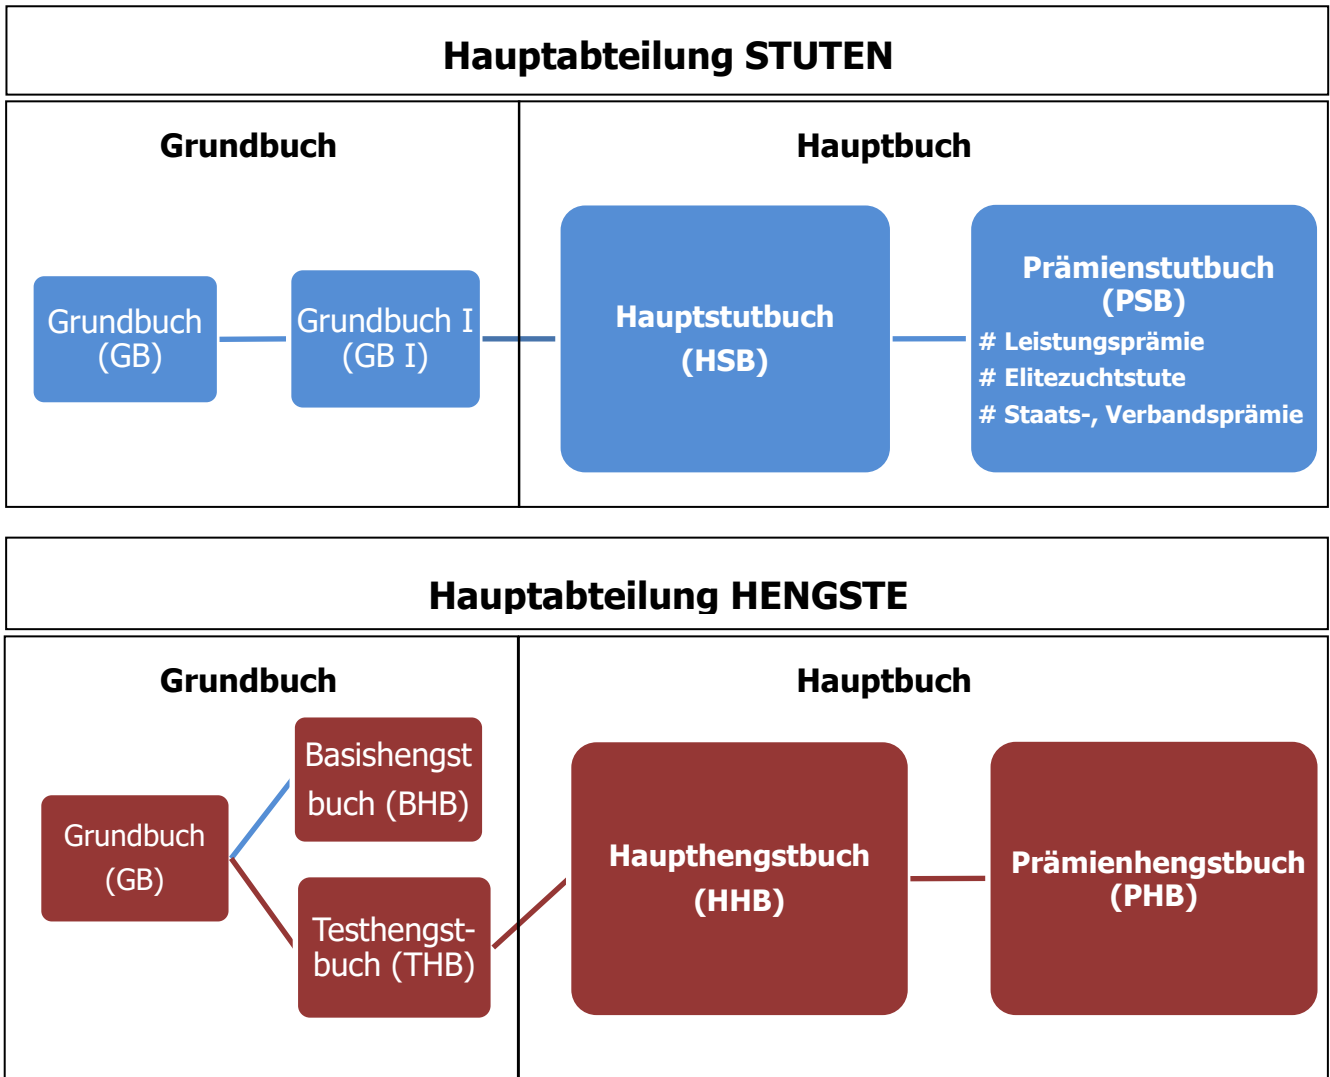 Hauptabteilung STUTEN
Grundbuch
Hauptbuch
Grundbuch
(GB)
Grundbuch I
(GB I)
Hauptstutbuch
(HSB)
Prämienstutbuch
(PSB)
# Leistungsprämie
# Elitezuchtstute
# Staats-, Verbandsprämie
Hauptabteilung HENGSTE
Grundbuch
Hauptbuch
Grundbuch
(GB)
Basishengst
buch (BHB)
Testhengst-
buch (THB)
Haupthengstbuch
(HHB)
Prämienhengstbuch
(PHB)